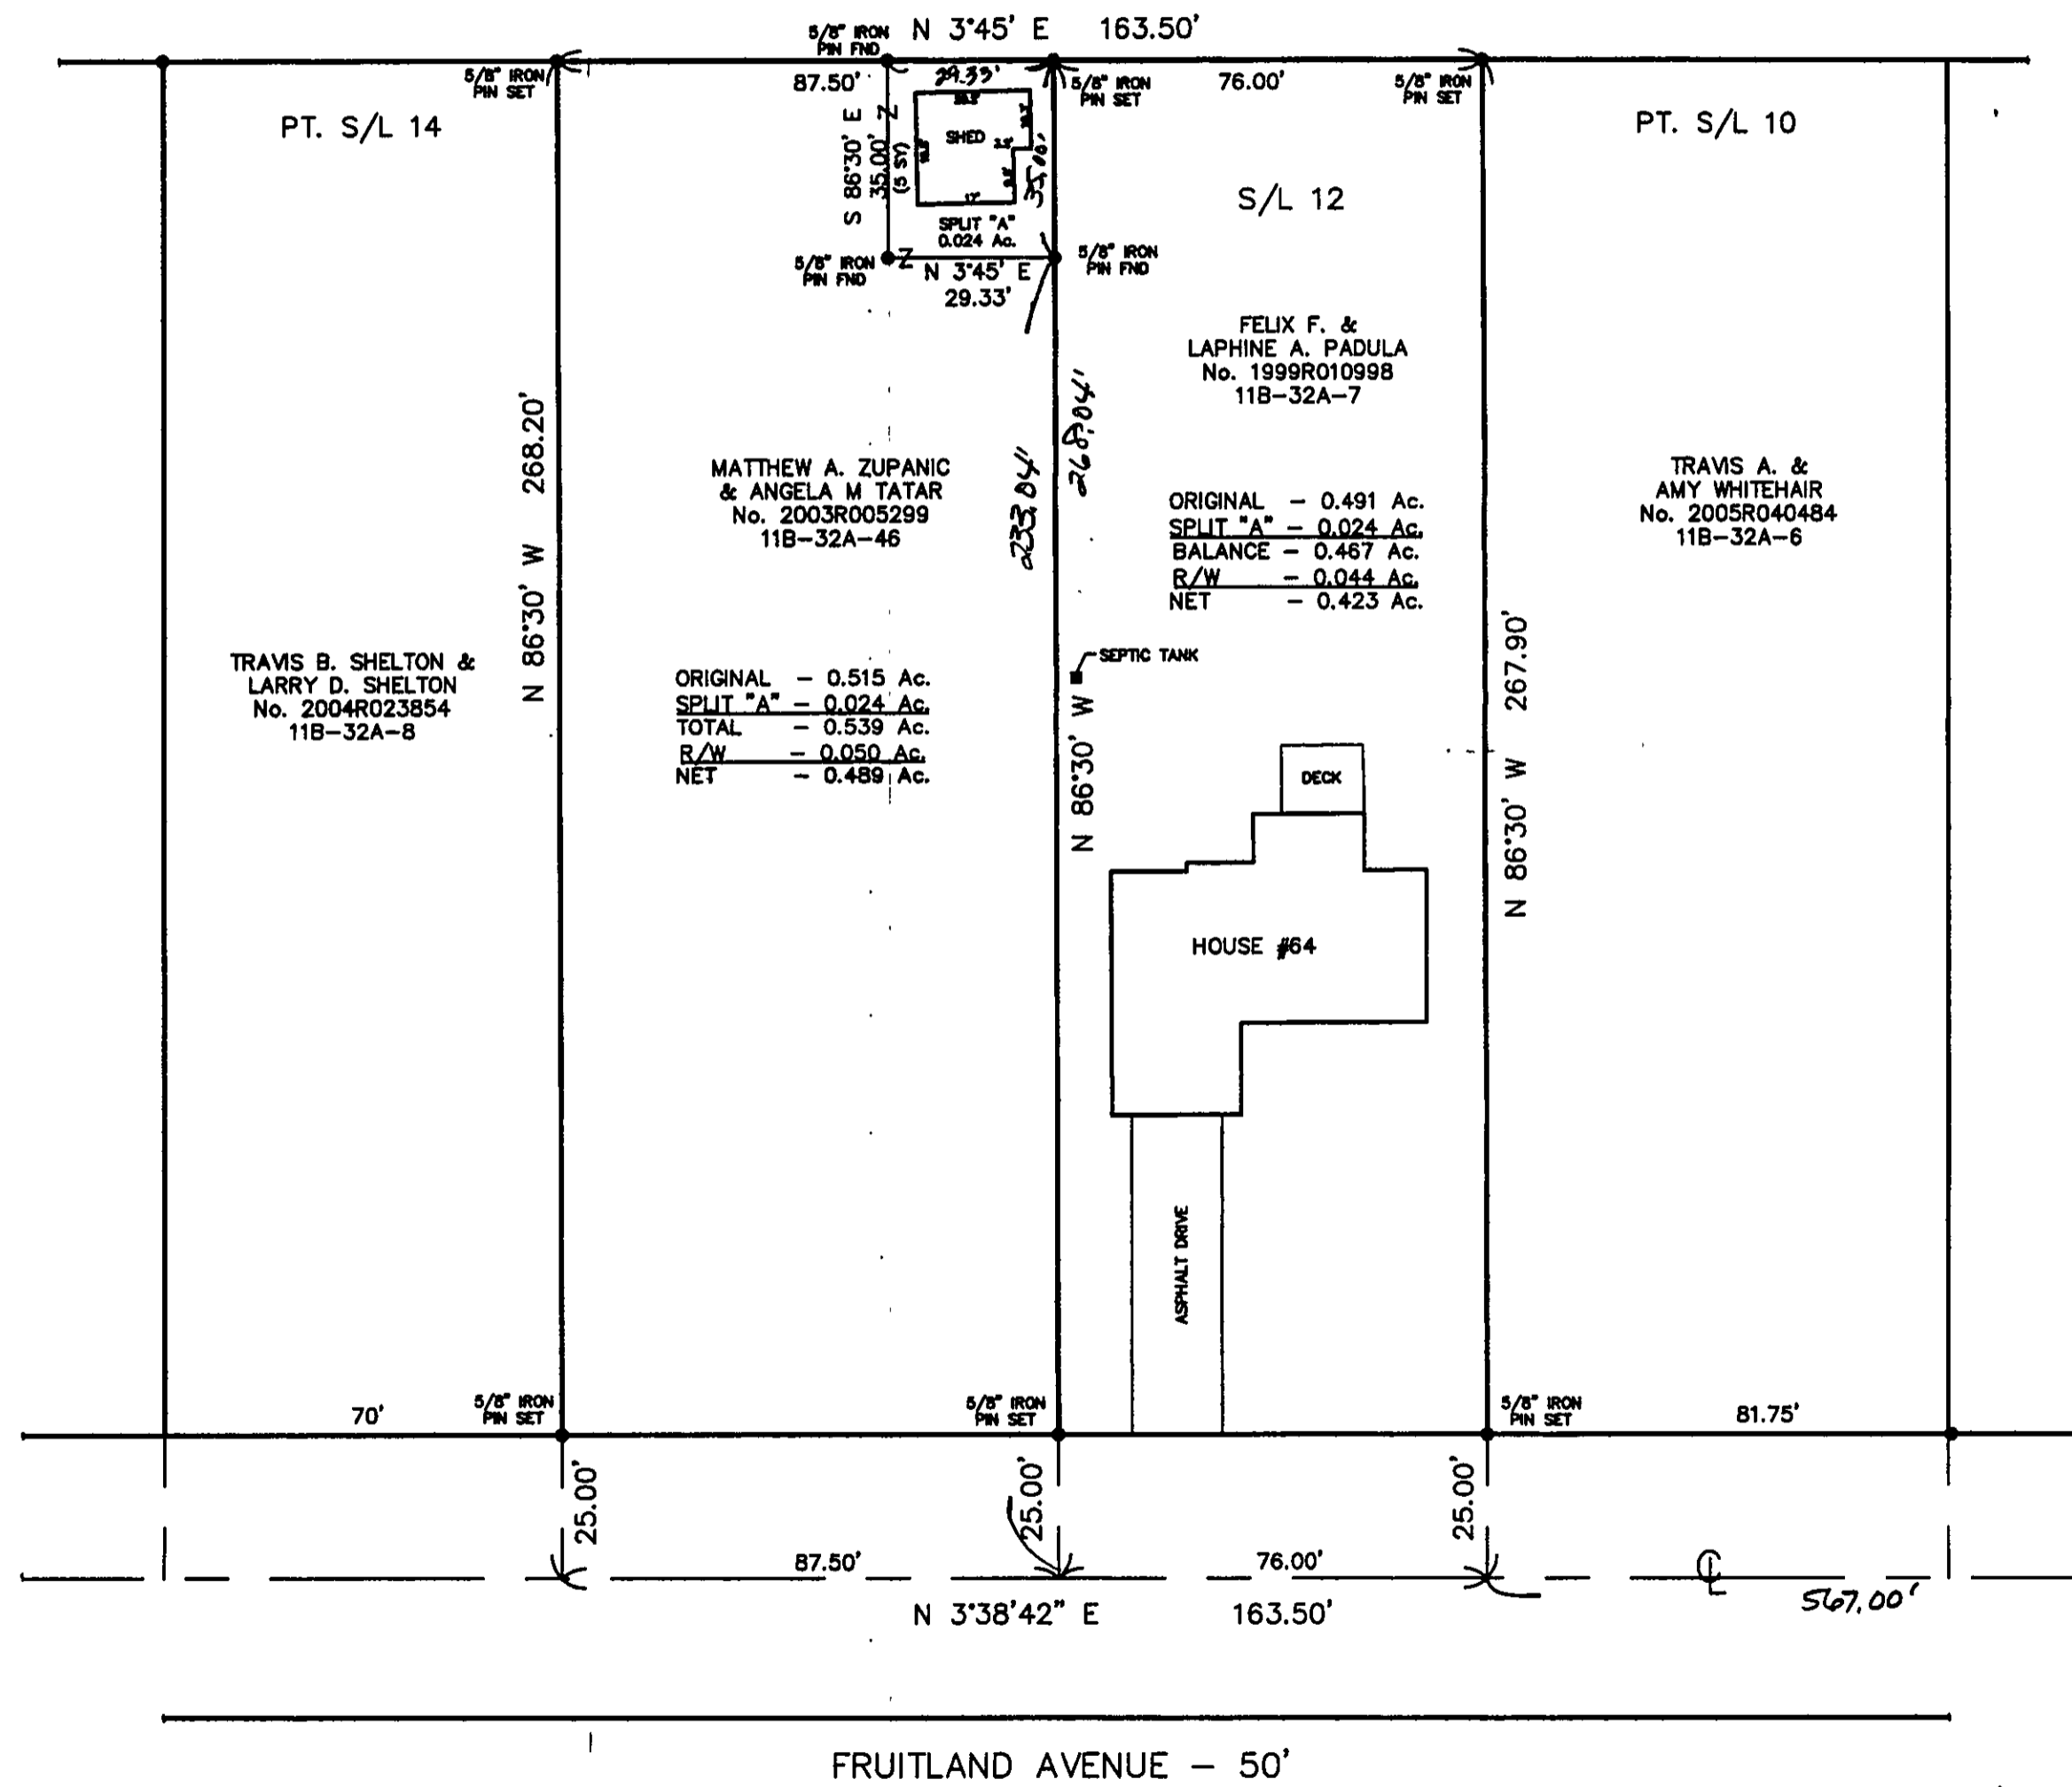 N 3°45' E 163.50'
5/8" IRON
PIN FND
5/8" IRON
PIN SET
87.50'
29.33'
5/8" IRON
PIN SET
76.00'
5/8" IRON
PIN SET
PT. S/L 14
S 86°30' E
35.00'
(5 SY)
Z
SHED
17'
35.00'
SPLIT "A"
0.024 Ac.
S/L 12
PT. S/L 10
5/8" IRON
PIN FND
Z
N 3°45' E
29.33'
5/8" IRON
PIN FND
FELIX F. &
LAPHINE A. PADULA
No. 1999R010998
11B-32A-7
N 86°30' W 268.20'
MATTHEW A. ZUPANIC
& ANGELA M TATAR
No. 2003R005299
11B-32A-46
233.04'
268.04'
N 86°30' W
ORIGINAL - 0.491 Ac.
SPLIT "A" - 0.024 Ac.
BALANCE - 0.467 Ac.
R/W - 0.044 Ac.
NET - 0.423 Ac.
TRAVIS A. &
AMY WHITEHAIR
No. 2005R040484
11B-32A-6
TRAVIS B. SHELTON &
LARRY D. SHELTON
No. 2004R023854
11B-32A-8
ORIGINAL - 0.515 Ac.
SPLIT "A" - 0.024 Ac.
TOTAL - 0.539 Ac.
R/W - 0.050 Ac.
NET - 0.489 Ac.
SEPTIC TANK
N 86°30' W 267.90'
DECK
HOUSE #64
ASPHALT DRIVE
70'
5/8" IRON
PIN SET
5/8" IRON
PIN SET
5/8" IRON
PIN SET
81.75'
25.00'
25.00'
25.00'
87.50'
76.00'
℄
N 3°38'42" E 163.50'
567.00'
FRUITLAND AVENUE - 50'